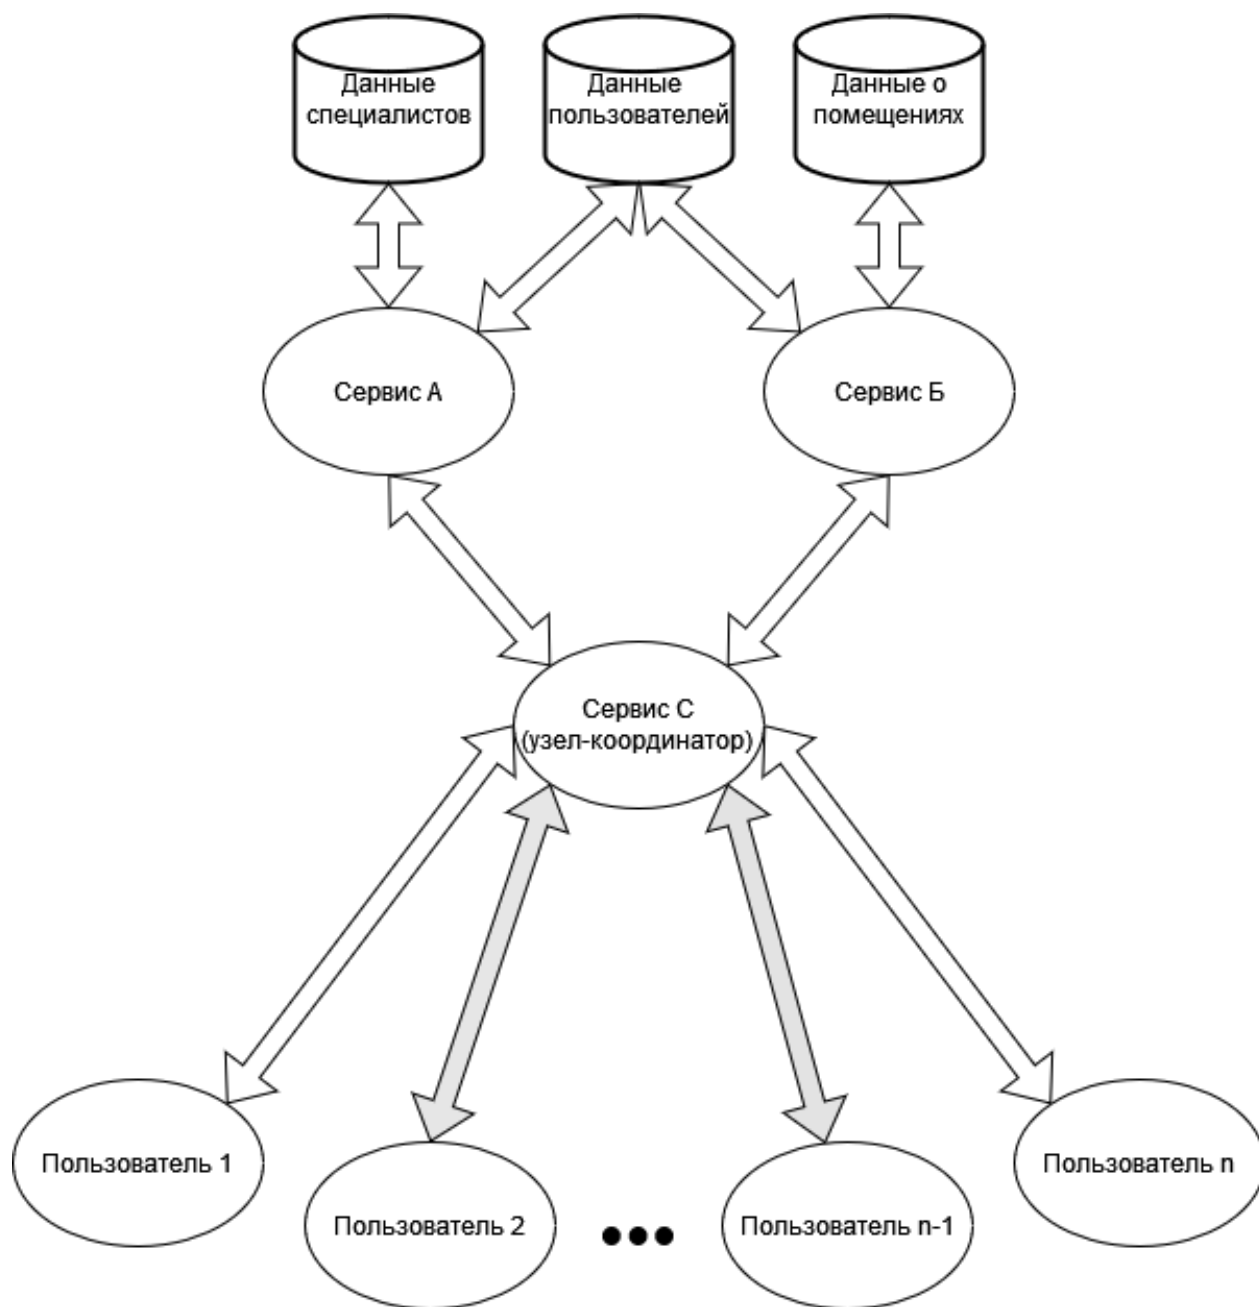 Данные
специалистов
Данные
пользователей
Данные о
помещениях
Сервис А
Сервис Б
Сервис С
(узел-координатор)
Пользователь 1
Пользователь 2
Пользователь n-1
Пользователь n